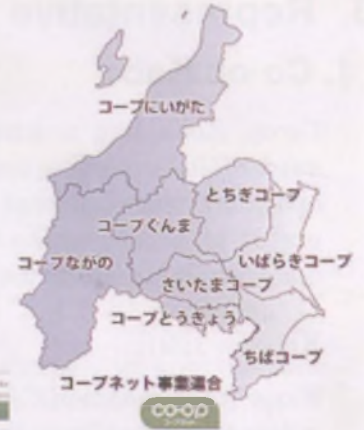 コープにいがた
とちぎコープ
コープぐんま
コープながの
いばらきコープ
さいたまコープ
コープとうきょう
ちばコープ
コープネット事業連合
co-op